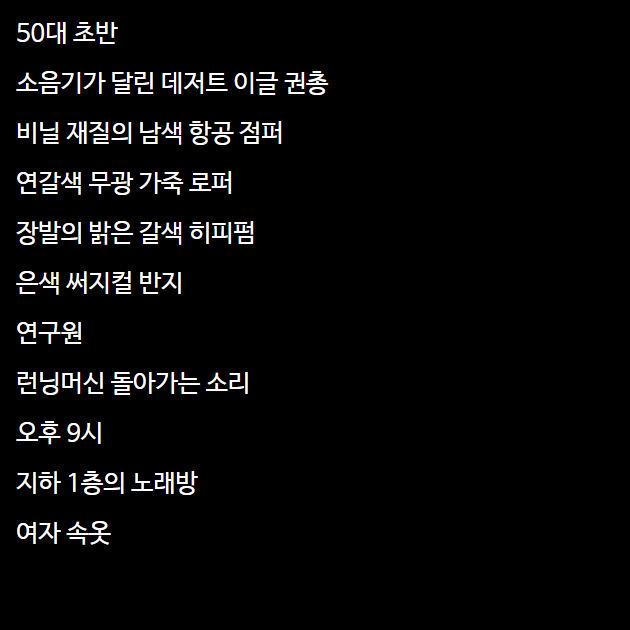 50대 초반
소음기가 달린 데저트 이글 권총
비닐 재질의 남색 항공 점퍼
연갈색 무광 가죽 로퍼
장발의 밝은 갈색 히피펌
은색 써지컬 반지
연구원
런닝머신 돌아가는 소리
오후 9시
지하 1층의 노래방
여자 속옷